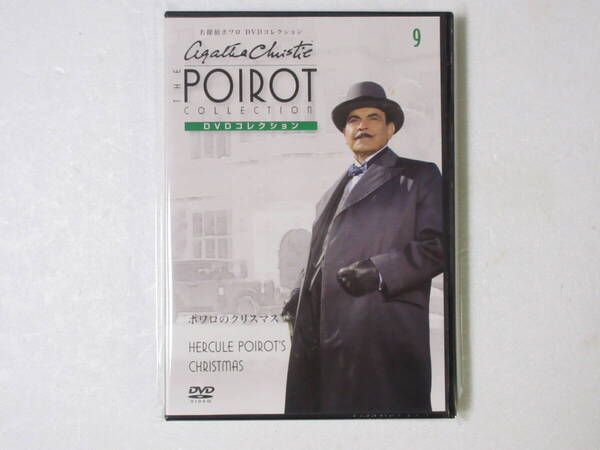 名探偵ポワロ DVDコレクション
9
Agatha Christie
THE
POIROT
COLLECTION
DVDコレクション
ポワロのクリスマス
HERCULE POIROT'S
CHRISTMAS
DVD
VIDEO